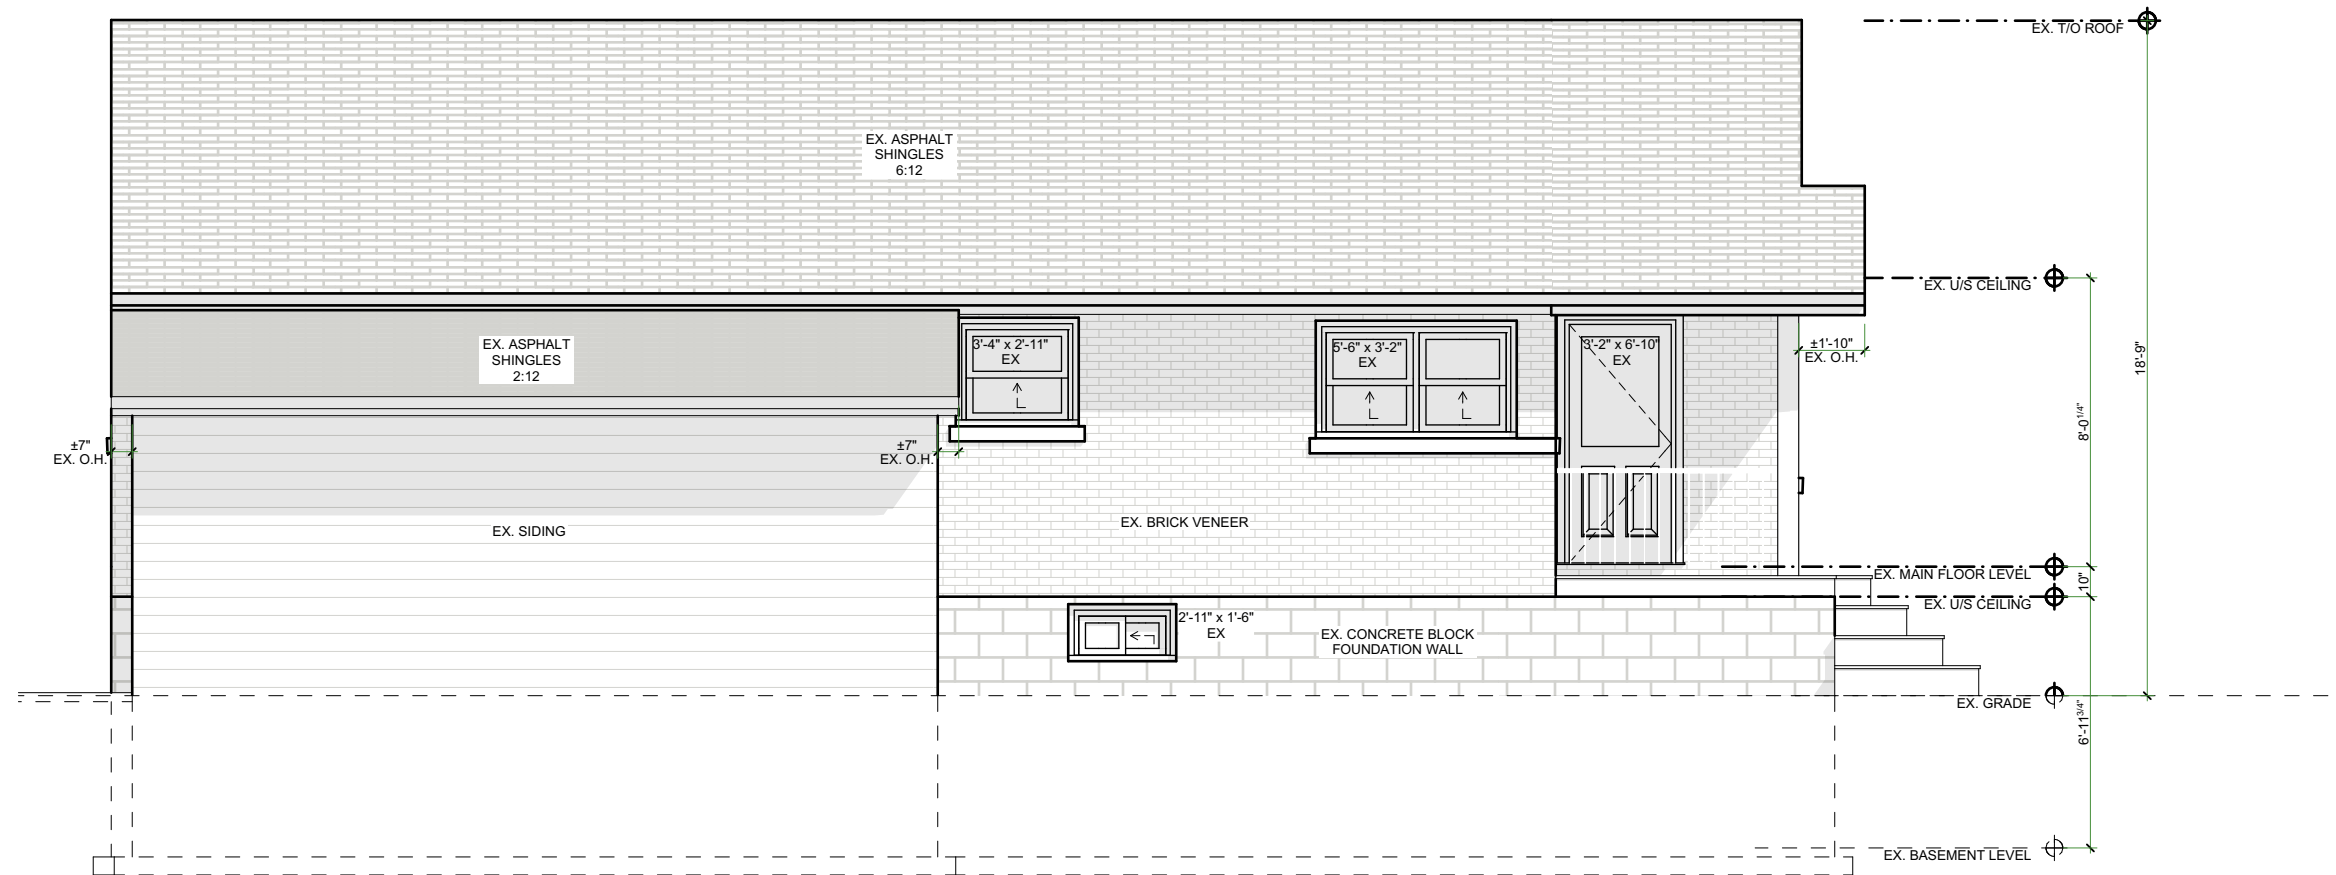 EX. T/O ROOF
EX. ASPHALT
SHINGLES
6:12
EX. U/S CEILING
EX. ASPHALT
SHINGLES
2:12
3'-4" x 2'-11"
EX
5'-6" x 3'-2"
EX
3'-2" x 6'-10"
EX
±1'-10"
EX. O.H.
18'-9"
8'-0 1/4"
±7"
EX. O.H.
±7"
EX. O.H.
EX. SIDING
EX. BRICK VENEER
EX. MAIN FLOOR LEVEL
10"
EX. U/S CEILING
2'-11" x 1'-6"
EX
EX. CONCRETE BLOCK
FOUNDATION WALL
EX. GRADE
6'-11 3/4"
EX. BASEMENT LEVEL